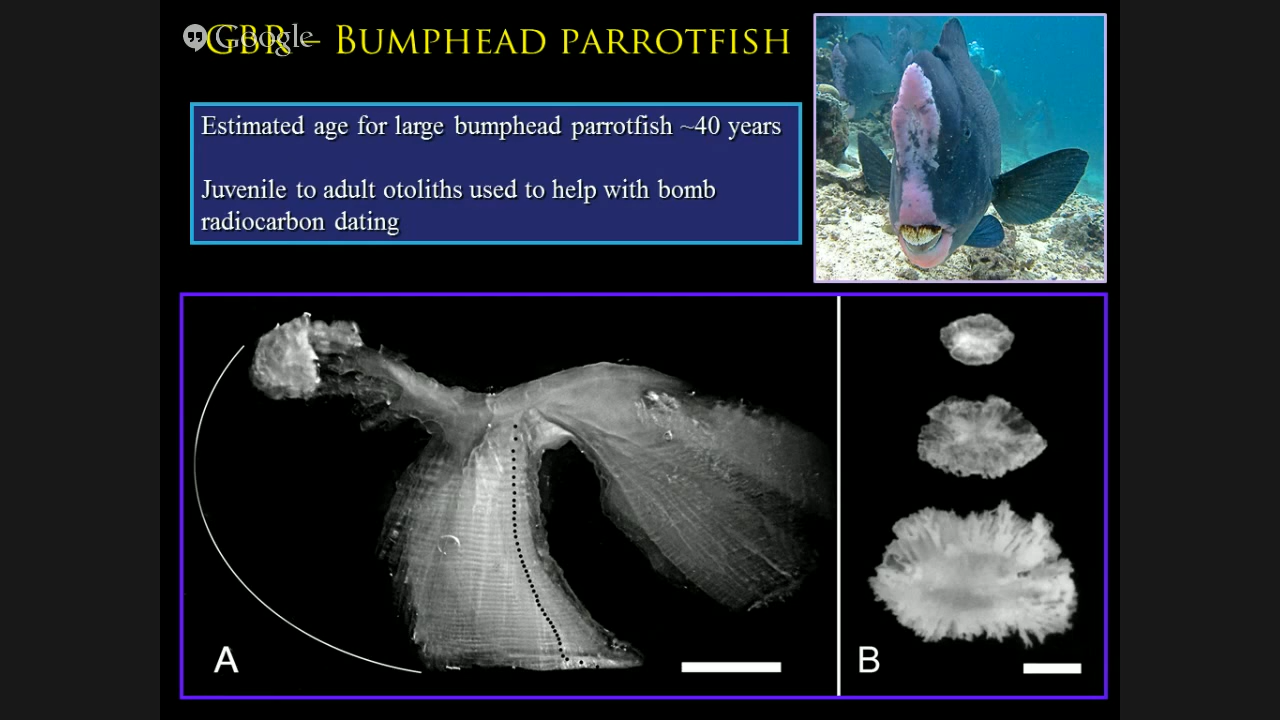 GBR – BUMPHEAD PARROTFISH
Google
Estimated age for large bumphead parrotfish ~40 years
Juvenile to adult otoliths used to help with bomb
radiocarbon dating
A
B